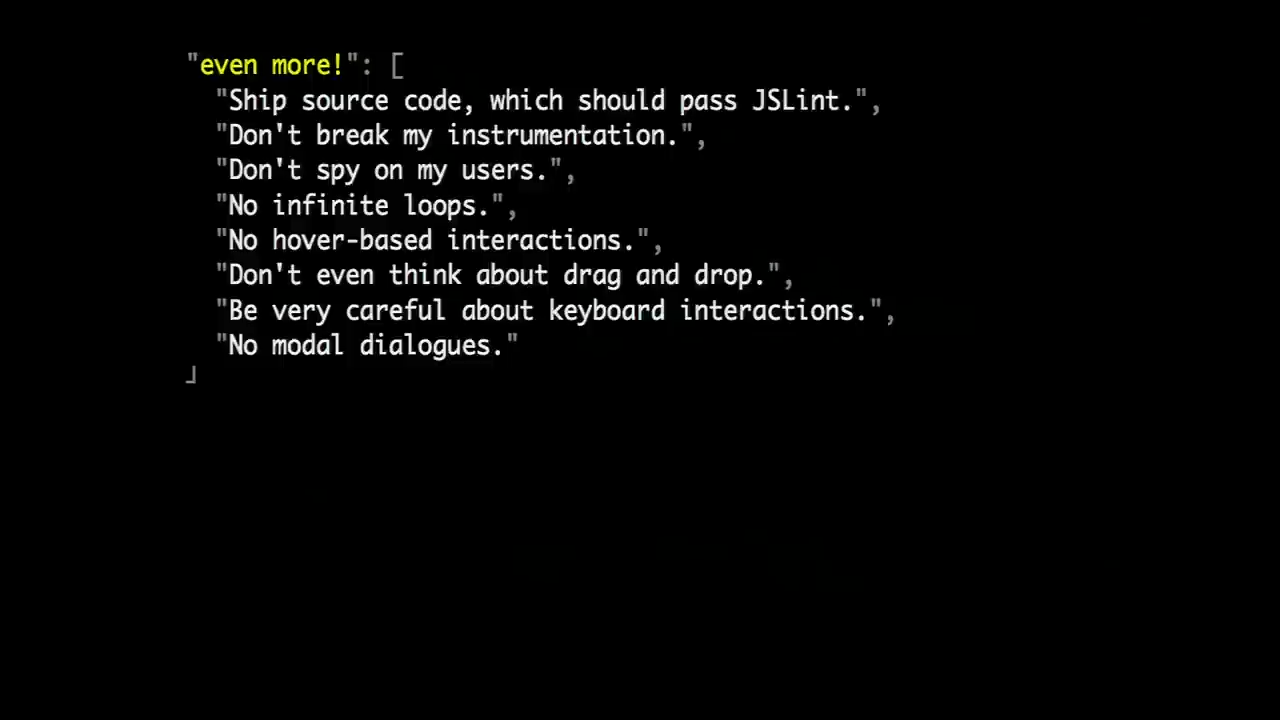 "even more!": [
"Ship source code, which should pass JSLint.",
"Don't break my instrumentation.",
"Don't spy on my users.",
"No infinite loops.",
"No hover-based interactions.",
"Don't even think about drag and drop.",
"Be very careful about keyboard interactions.",
"No modal dialogues."
]